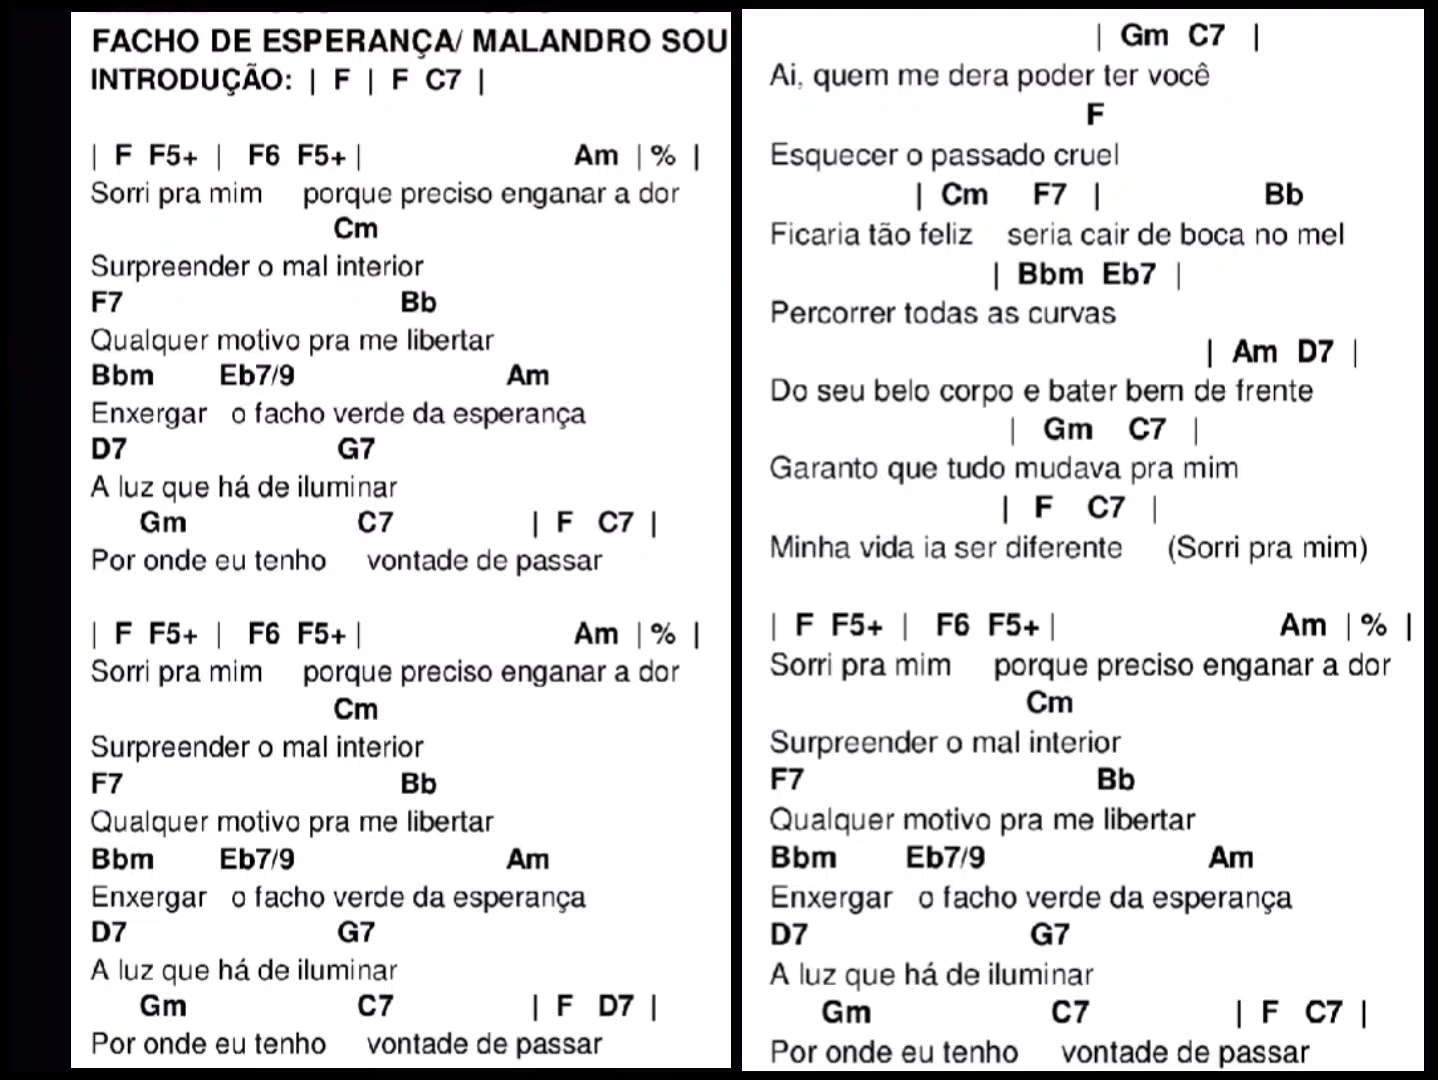 FACHO DE ESPERANÇA/ MALANDRO SOU
INTRODUÇÃO: | F | F C7 |
| F F5+ | F6 F5+ | Am | % |
Sorri pra mim porque preciso enganar a dor
Cm
Surpreender o mal interior
F7 Bb
Qualquer motivo pra me libertar
Bbm Eb7/9 Am
Enxergar o facho verde da esperança
D7 G7
A luz que há de iluminar
Gm C7 | F C7 |
Por onde eu tenho vontade de passar
| F F5+ | F6 F5+ | Am | % |
Sorri pra mim porque preciso enganar a dor
Cm
Surpreender o mal interior
F7 Bb
Qualquer motivo pra me libertar
Bbm Eb7/9 Am
Enxergar o facho verde da esperança
D7 G7
A luz que há de iluminar
Gm C7 | F D7 |
Por onde eu tenho vontade de passar
| Gm C7 |
Ai, quem me dera poder ter você
F
Esquecer o passado cruel
| Cm F7 | Bb
Ficaria tão feliz seria cair de boca no mel
| Bbm Eb7 |
Percorrer todas as curvas
| Am D7 |
Do seu belo corpo e bater bem de frente
| Gm C7 |
Garanto que tudo mudava pra mim
| F C7 |
Minha vida ia ser diferente (Sorri pra mim)
| F F5+ | F6 F5+ | Am | % |
Sorri pra mim porque preciso enganar a dor
Cm
Surpreender o mal interior
F7 Bb
Qualquer motivo pra me libertar
Bbm Eb7/9 Am
Enxergar o facho verde da esperança
D7 G7
A luz que há de iluminar
Gm C7 | F C7 |
Por onde eu tenho vontade de passar